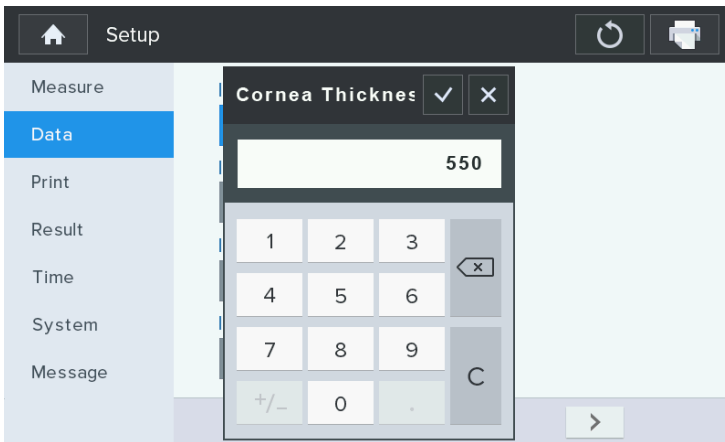 Setup
Measure
Data
Print
Result
Time
System
Message
Cornea Thicknes
550
1 2 3
4 5 6
7 8 9
C
+/- 0 .